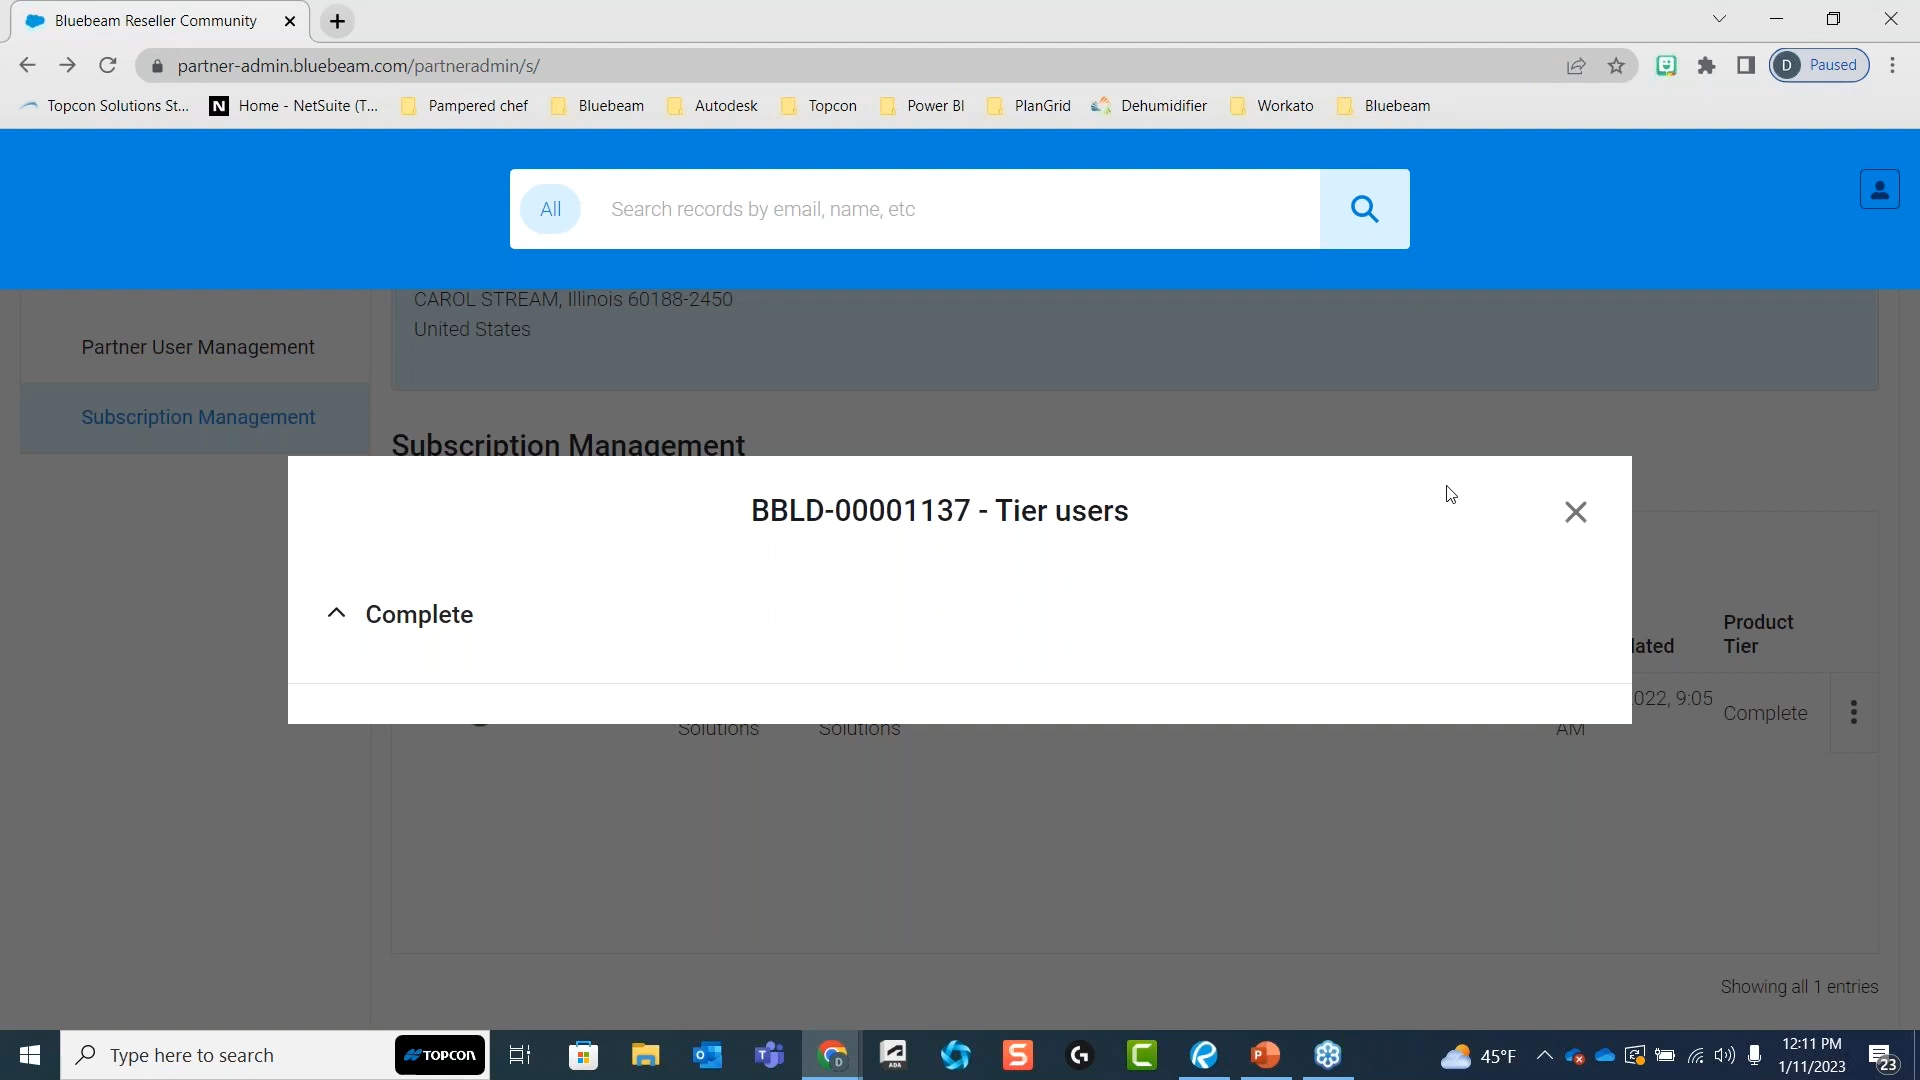 Bluebeam Reseller Community
partner-admin.bluebeam.com/partneradmin/s/
D Paused
Topcon Solutions St...
N Home - NetSuite (T...
Pampered chef
Bluebeam
Autodesk
Topcon
Power BI
PlanGrid
Dehumidifier
Workato
Bluebeam
All
Search records by email, name, etc
CAROL STREAM, Illinois 60188-2450
United States
Partner User Management
Subscription Management
Subscription Management
BBLD-00001137 - Tier users
Complete
Product
Tier
lated
022, 9:05
AM
Complete
Solutions
Solutions
Showing all 1 entries
Type here to search
TOPCON
ADA
45°F
12:11 PM
1/11/2023
23